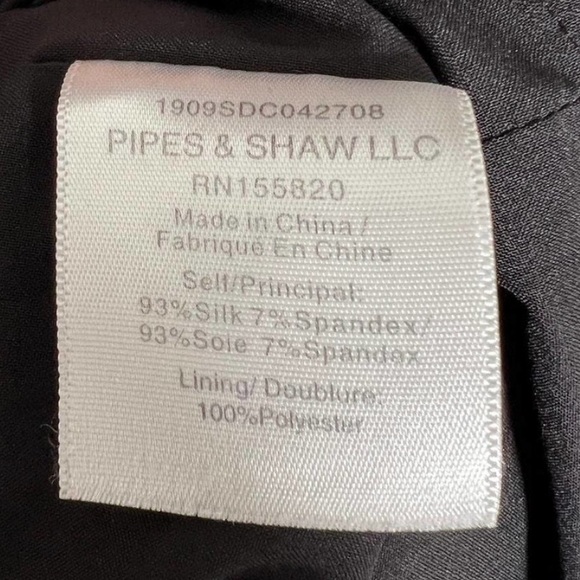 1909SDC042708
PIPES & SHAW LLC
RN155820
Made in China /
Fabriqué En Chine
Self/Principal:
93%Silk 7%Spandex/
93%Soie 7%Spandex
Lining/ Doublure:
100%Polyester